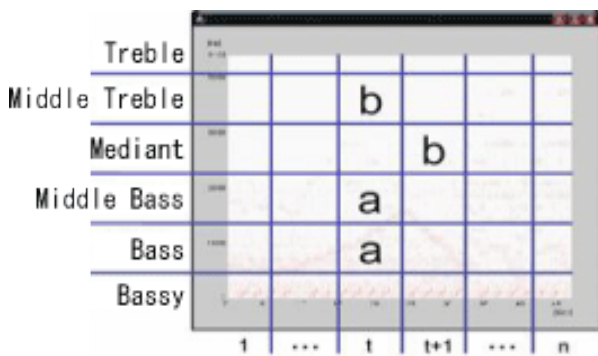 Treble
Middle Treble b
Mediant b
Middle Bass a
Bass a
Bassy
1 ... t t+1 ... n